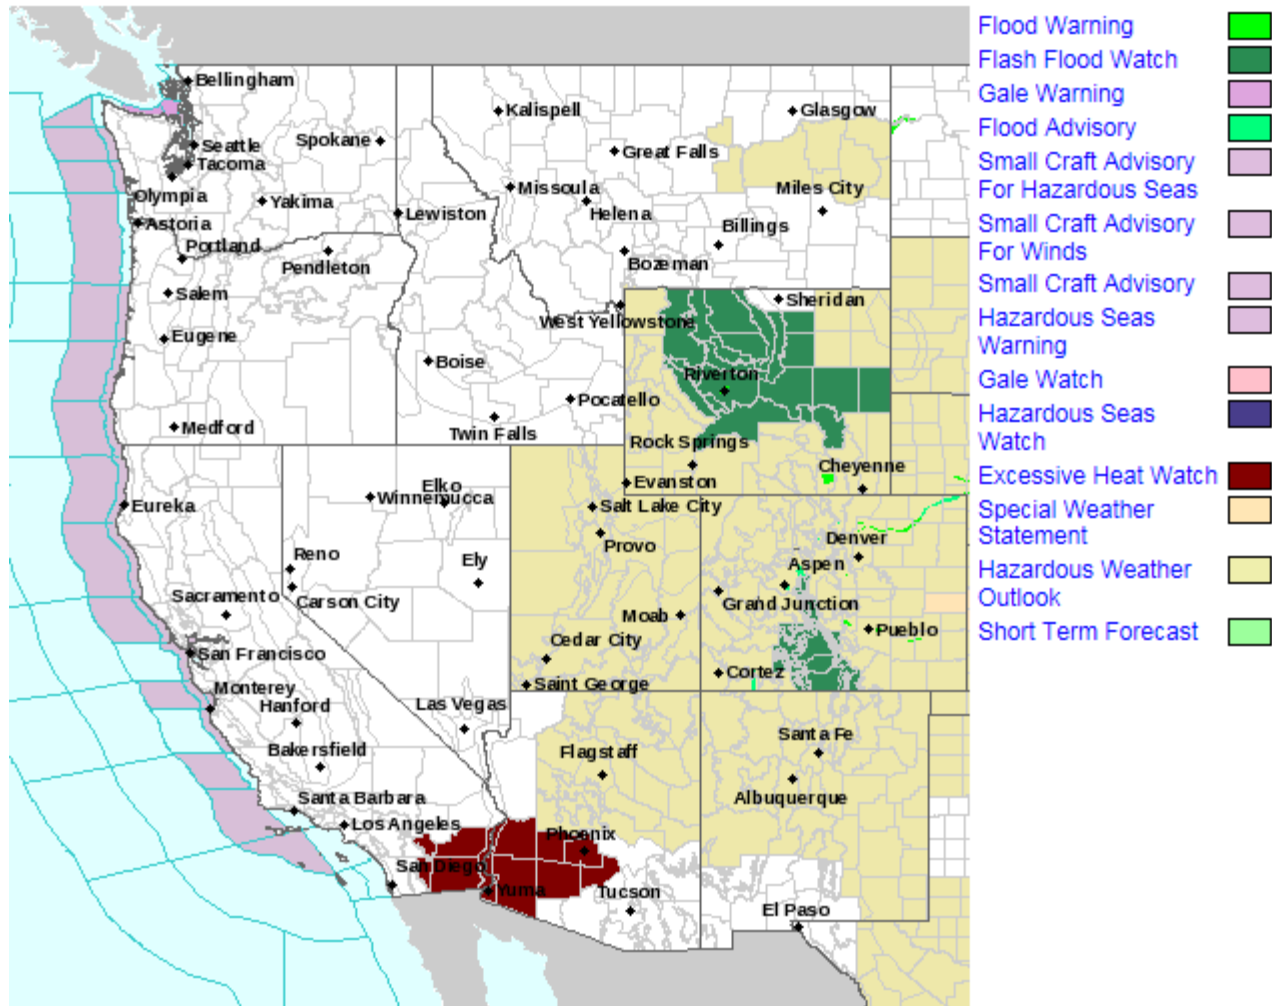 Bellingham
Kalispell
Glasgow
Seattle
Spokane
Great Falls
Tacoma
Missoula
Miles City
Olympia
Yakima
Lewiston
Helena
Astoria
Billings
Portland
Pendleton
Bozeman
Salem
Sheridan
West Yellowstone
Eugene
Boise
Riverton
Pocatello
Medford
Twin Falls
Rock Springs
Cheyenne
Elko
Evanston
Winnemucca
Eureka
Salt Lake City
Provo
Denver
Reno
Ely
Aspen
Sacramento
Carson City
Grand Junction
Moab
Pueblo
Cedar City
San Francisco
Cortez
Saint George
Monterey
Hanford
Las Vegas
Santa Fe
Bakersfield
Flagstaff
Santa Barbara
Albuquerque
Los Angeles
Phoenix
San Diego
Yuma
Tucson
El Paso
Flood Warning
Flash Flood Watch
Gale Warning
Flood Advisory
Small Craft Advisory
For Hazardous Seas
Small Craft Advisory
For Winds
Small Craft Advisory
Hazardous Seas
Warning
Gale Watch
Hazardous Seas
Watch
Excessive Heat Watch
Special Weather
Statement
Hazardous Weather
Outlook
Short Term Forecast